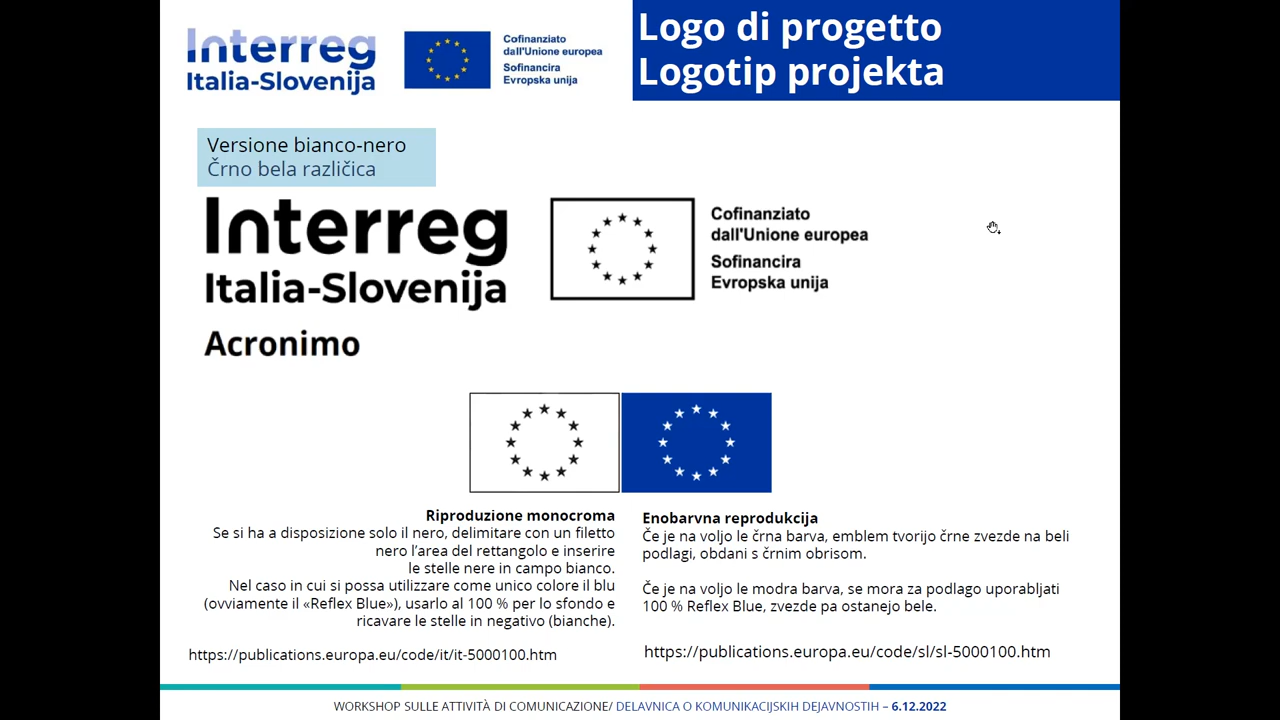 Interreg
Italia-Slovenija
Cofinanziato
dall'Unione europea
Sofinancira
Evropska unija
Logo di progetto
Logotip projekta
Versione bianco-nero
Črno bela različica
Interreg
Italia-Slovenija
Acronimo
Cofinanziato
dall'Unione europea
Sofinancira
Evropska unija
Riproduzione monocroma
Se si ha a disposizione solo il nero, delimitare con un filetto
nero l'area del rettangolo e inserire
le stelle nere in campo bianco.
Nel caso in cui si possa utilizzare come unico colore il blu
(ovviamente il «Reflex Blue»), usarlo al 100 % per lo sfondo e
ricavare le stelle in negativo (bianche).
https://publications.europa.eu/code/it/it-5000100.htm
Enobarvna reprodukcija
Če je na voljo le črna barva, emblem tvorijo črne zvezde na beli
podlagi, obdani s črnim obrisom.
Če je na voljo le modra barva, se mora za podlago uporabljati
100 % Reflex Blue, zvezde pa ostanejo bele.
https://publications.europa.eu/code/sl/sl-5000100.htm
WORKSHOP SULLE ATTIVITÀ DI COMUNICAZIONE/ DELAVNICA O KOMUNIKACIJSKIH DEJAVNOSTIH – 6.12.2022